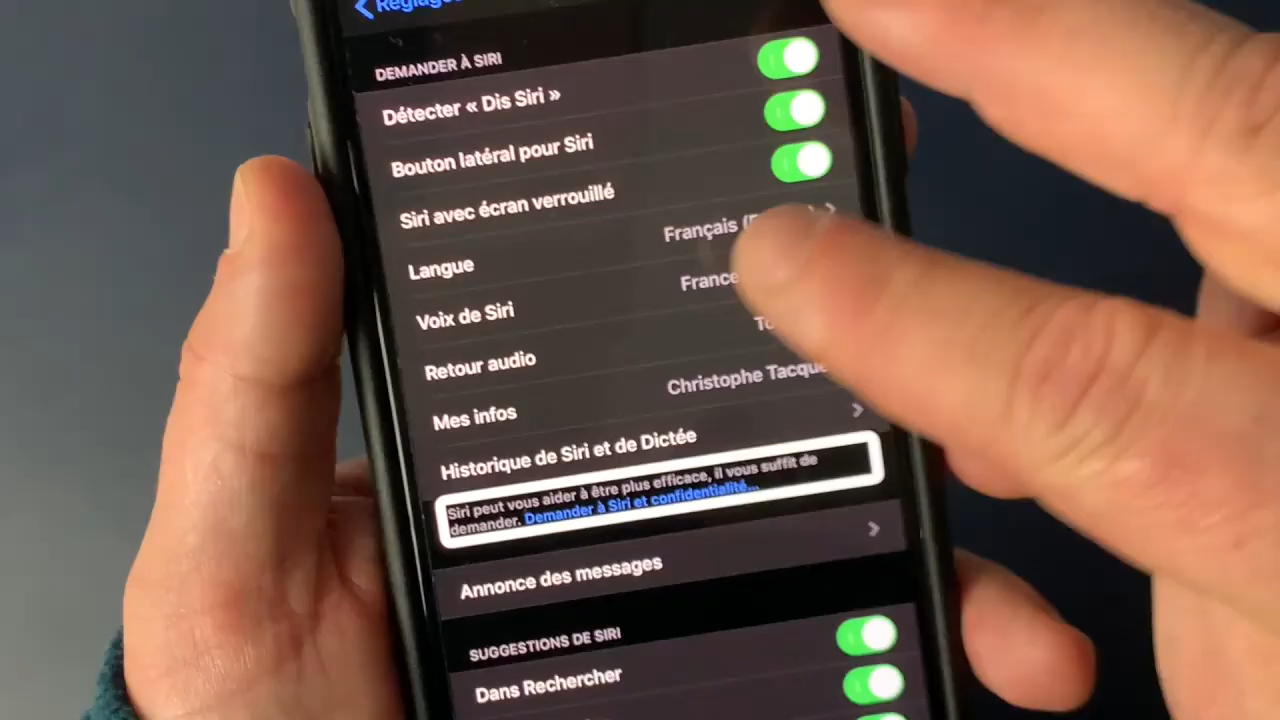 Réglages
DEMANDER À SIRI
Détecter « Dis Siri »
Bouton latéral pour Siri
Siri avec écran verrouillé
Langue Français
Voix de Siri France
Retour audio
Mes infos Christophe
Historique de Siri et de Dictée
Siri peut vous aider à être plus efficace, il vous suffit de
demander. Demander à Siri et confidentialité...
Annonce des messages
SUGGESTIONS DE SIRI
Dans Rechercher